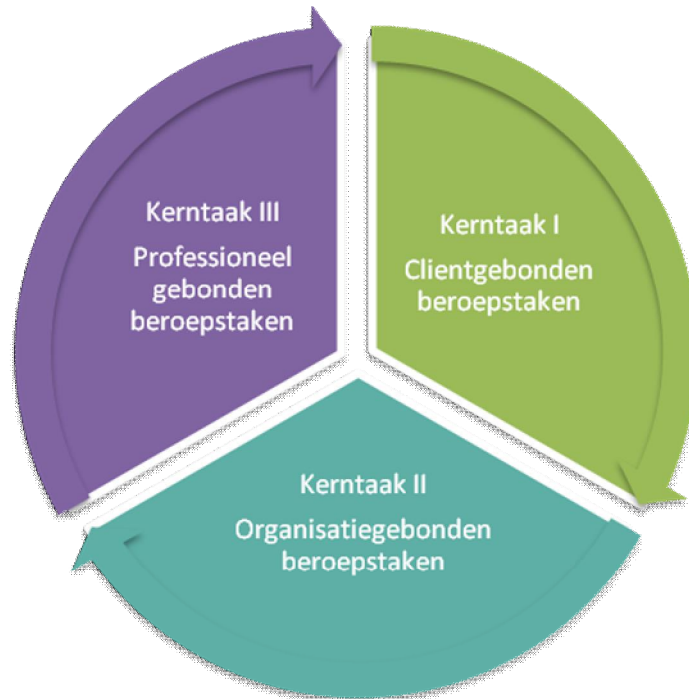 Kerntaak III
Professioneel
gebonden
beroepstaken
Kerntaak I
Clientgebonden
beroepstaken
Kerntaak II
Organisatiegebonden
beroepstaken